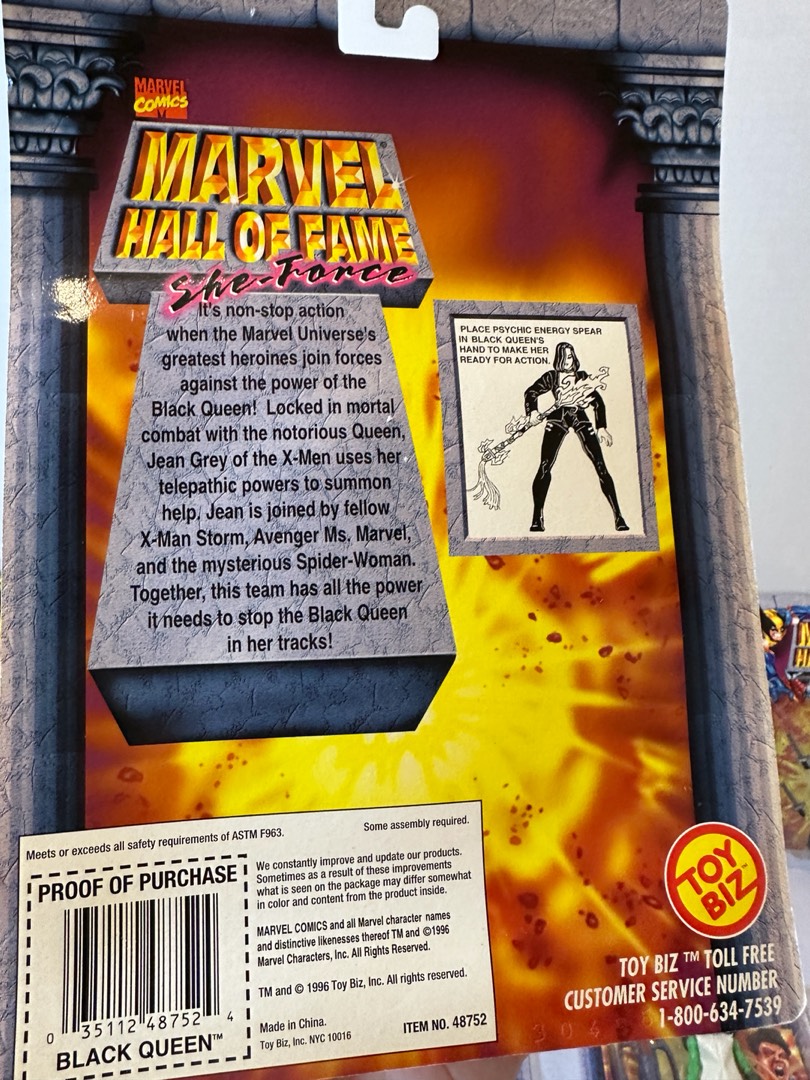 MARVEL
COMICS
MARVEL
HALL OF FAME
She-Force
It's non-stop action
when the Marvel Universe's
greatest heroines join forces
against the power of the
Black Queen! Locked in mortal
combat with the notorious Queen,
Jean Grey of the X-Men uses her
telepathic powers to summon
help. Jean is joined by fellow
X-Man Storm, Avenger Ms. Marvel,
and the mysterious Spider-Woman.
Together, this team has all the power
it needs to stop the Black Queen
in her tracks!
PLACE PSYCHIC ENERGY SPEAR
IN BLACK QUEEN'S
HAND TO MAKE HER
READY FOR ACTION.
Meets or exceeds all safety requirements of ASTM F963.
Some assembly required.
PROOF OF PURCHASE
0 35112 48752 4
BLACK QUEEN™
We constantly improve and update our products.
Sometimes as a result of these improvements
what is seen on the package may differ somewhat
in color and content from the product inside.
MARVEL COMICS and all Marvel character names
and distinctive likenesses thereof TM and ©1996
Marvel Characters, Inc. All Rights Reserved.
TM and © 1996 Toy Biz, Inc. All rights reserved.
Made in China.
Toy Biz, Inc. NYC 10016
ITEM NO. 48752
TOY
BIZ™
TOY BIZ ™ TOLL FREE
CUSTOMER SERVICE NUMBER
1-800-634-7539